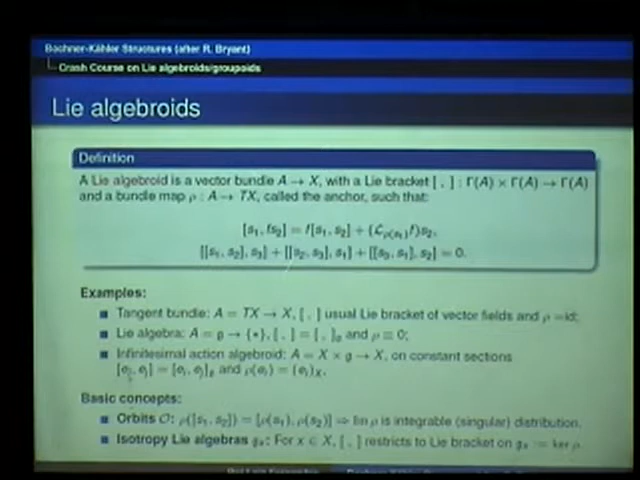 Bochner-Kähler Structures (after R. Bryant)
Crash Course on Lie algebroids/groupoids
Lie algebroids
Definition
A Lie algebroid is a vector bundle A → X, with a Lie bracket [ , ] : Γ(A) × Γ(A) → Γ(A)
and a bundle map ρ : A → TX, called the anchor, such that:
[s₁, fs₂] = f[s₁, s₂] + (ℒ_ρ(s₁)f)s₂,
[[s₁, s₂], s₃] + [[s₂, s₃], s₁] + [[s₃, s₁], s₂] = 0.
Examples:
■ Tangent bundle: A = TX → X, [ , ] usual Lie bracket of vector fields and ρ =id;
■ Lie algebra: A = g → {*}, [ , ] = [ , ]_g and ρ ≡ 0;
■ Infinitesimal action algebroid: A = X × g → X, on constant sections
[eᵢ, eⱼ] = [eᵢ, eⱼ]_g and ρ(eᵢ) = (eᵢ)_X.
Basic concepts:
■ Orbits O: ρ([s₁, s₂]) = [ρ(s₁), ρ(s₂)] ⇒ Im ρ is integrable (singular) distribution.
■ Isotropy Lie algebras gₓ: For x ∈ X, [ , ] restricts to Lie bracket on gₓ := ker ρ.